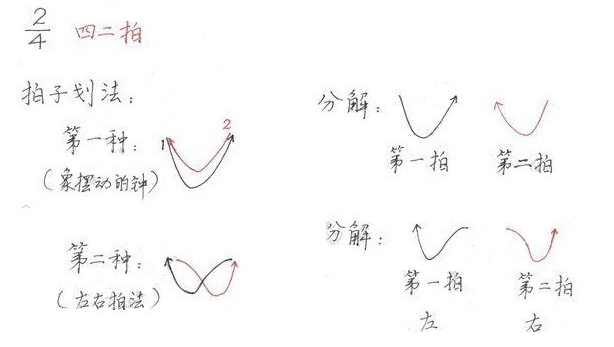 2/4 四二拍
拍子划法:
第一种:
1 2
(象摆动的钟)
分解:
第一拍 第二拍
第二种:
(左右拍法)
分解:
第一拍 第二拍
左 右